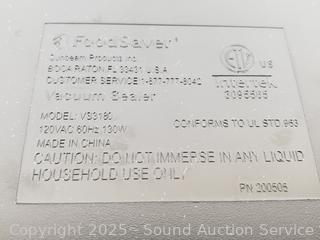 FoodSaver
Sunbeam Products Inc.
BOCA RATON, FL 33431 U.S.A
CUSTOMER SERVICE 1-877-777-8042
Vacuum Sealer
US
Intertek
3095585
MODEL: VS3180
120VAC 60Hz, 130W
CONFORMS TO UL STD 963
MADE IN CHINA
CAUTION: DO NOT IMMERSE IN ANY LIQUID
HOUSEHOLD USE ONLY
PN 200505
Copyright 2025~ Sound Auction Service